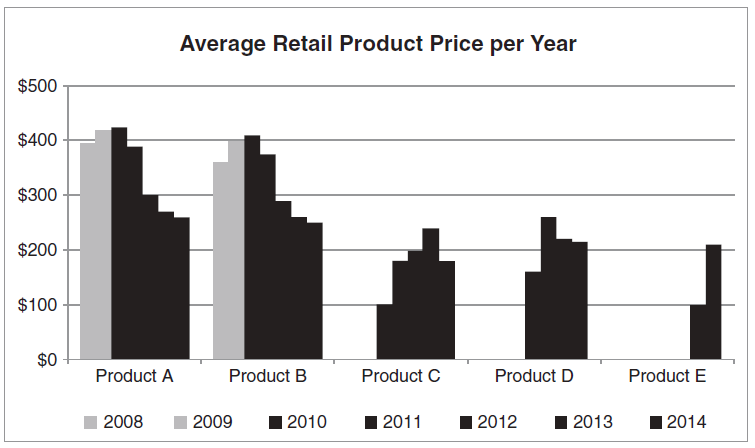 Average Retail Product Price per Year
$500
$400
$300
$200
$100
$0
Product A Product B Product C Product D Product E
2008 2009 2010 2011 2012 2013 2014